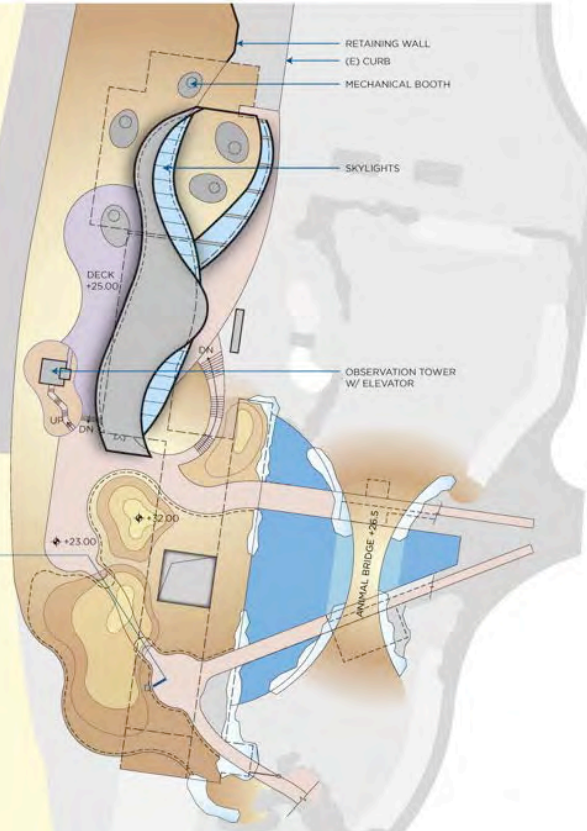 RETAINING WALL
(E) CURB
MECHANICAL BOOTH
SKYLIGHTS
DECK
+25.00
DN
OBSERVATION TOWER
W/ ELEVATOR
UP
DN
+32.00
+23.00
ANIMAL BRIDGE +26.5